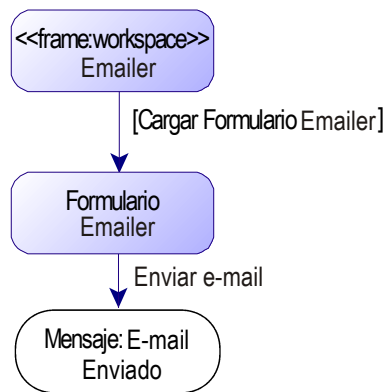 <<frame:workspace>>
Emailer
[Cargar Formulario Emailer]
Formulario
Emailer
Enviar e-mail
Mensaje: E-mail
Enviado